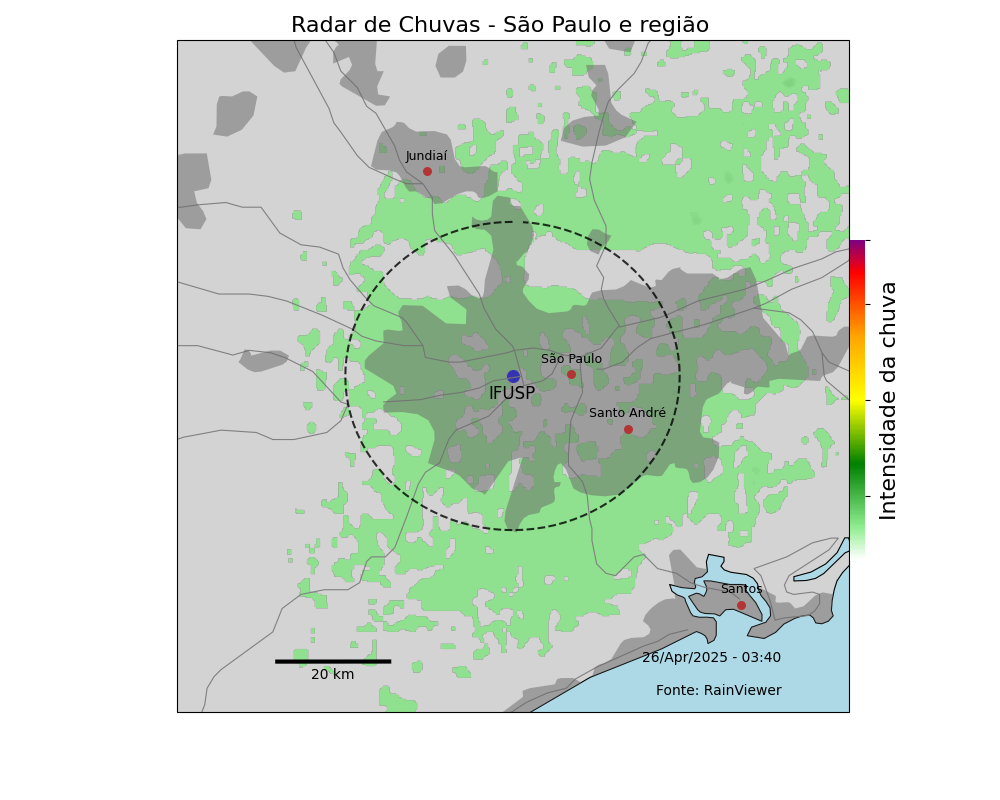 Radar de Chuvas - São Paulo e região
Jundiaí
São Paulo
IFUSP
Santo André
Intensidade da chuva
Santos
26/Apr/2025 - 03:40
20 km
Fonte: RainViewer